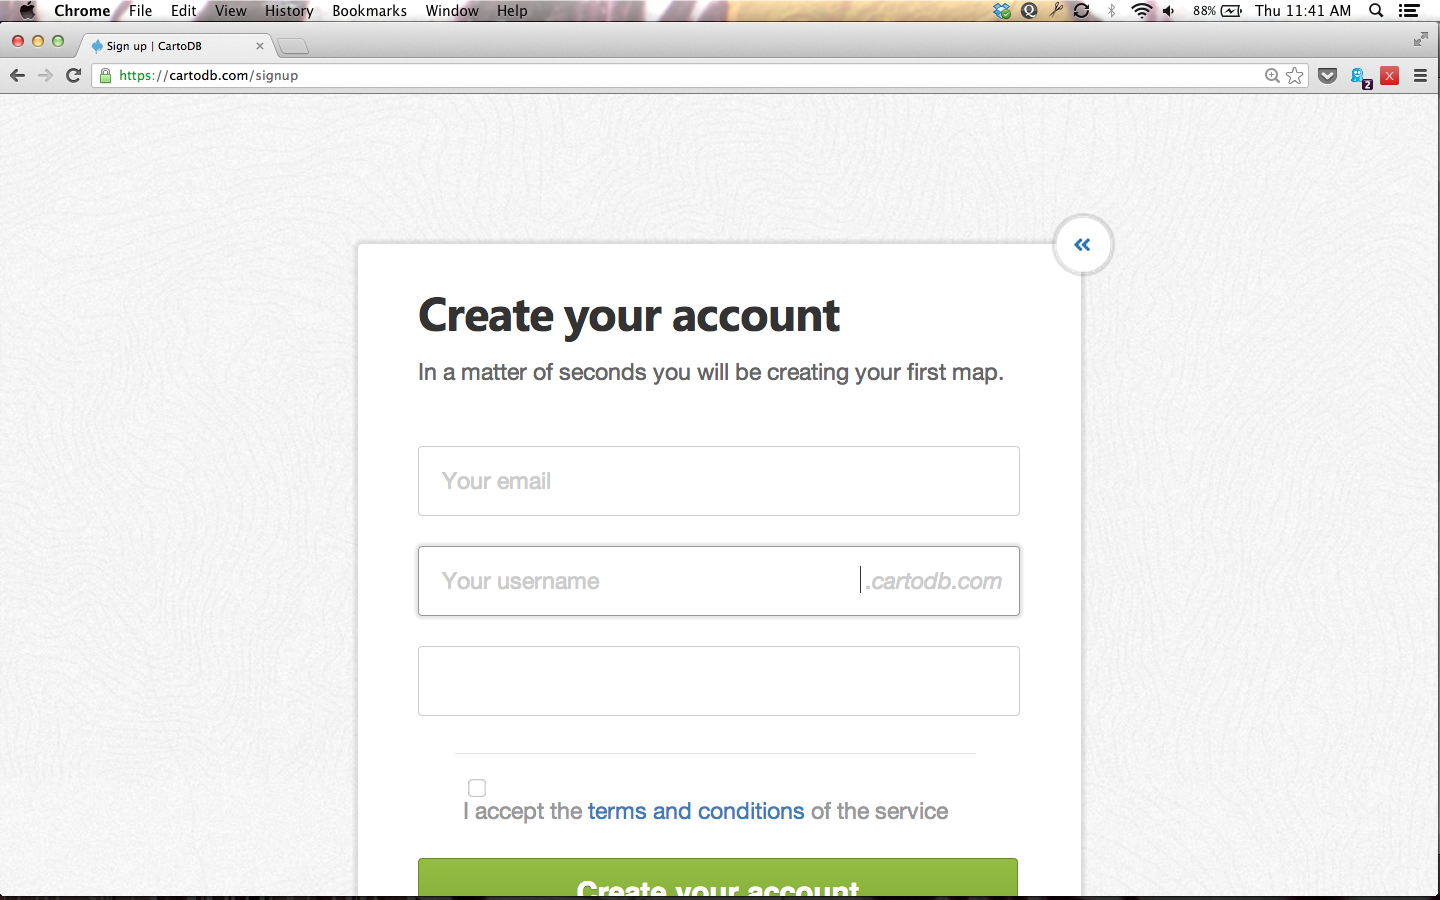 Chrome File Edit View History Bookmarks Window Help 88% Thu 11:41 AM
Sign up | CartoDB
https://cartodb.com/signup
2
Create your account
In a matter of seconds you will be creating your first map.
Your email
Your username .cartodb.com
I accept the terms and conditions of the service
Create your account